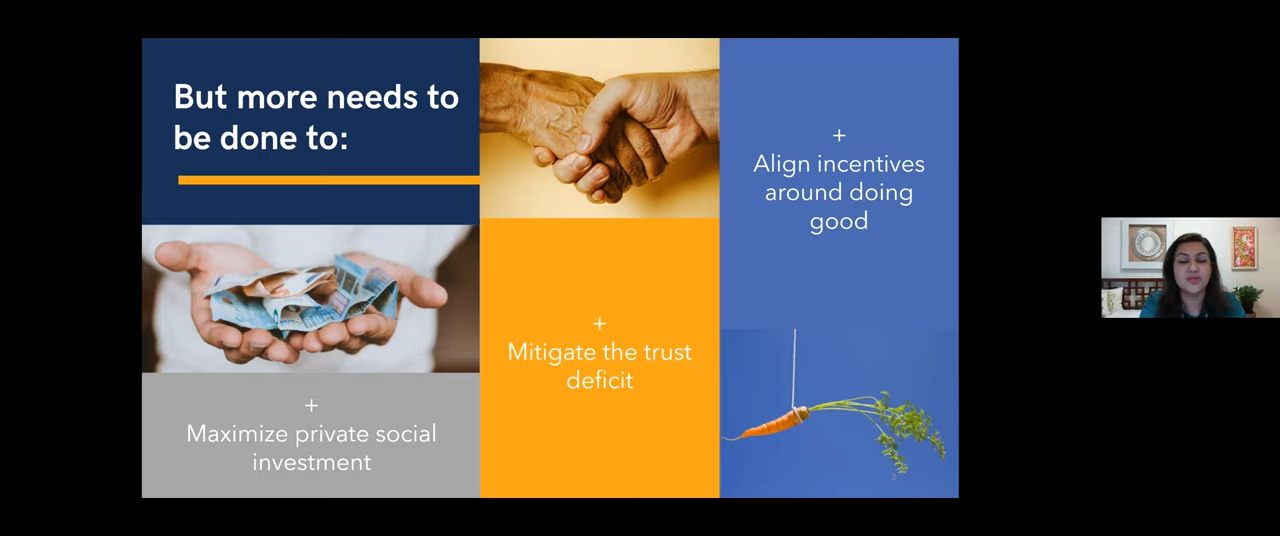 But more needs to
be done to:
+
Maximize private social
investment
+
Mitigate the trust
deficit
+
Align incentives
around doing
good